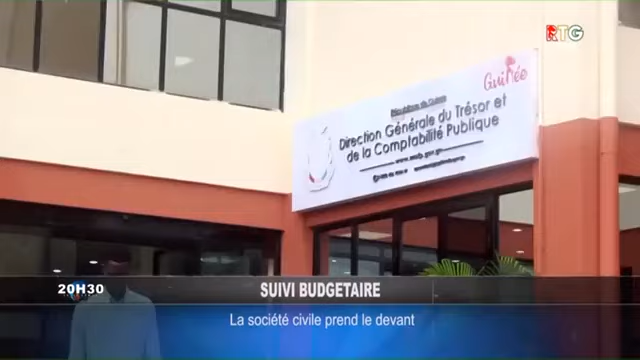 RTG
Guinée
République de Guinée
Direction Générale du Trésor et
de la Comptabilité Publique
20H30
SUIVI BUDGETAIRE
La société civile prend le devant